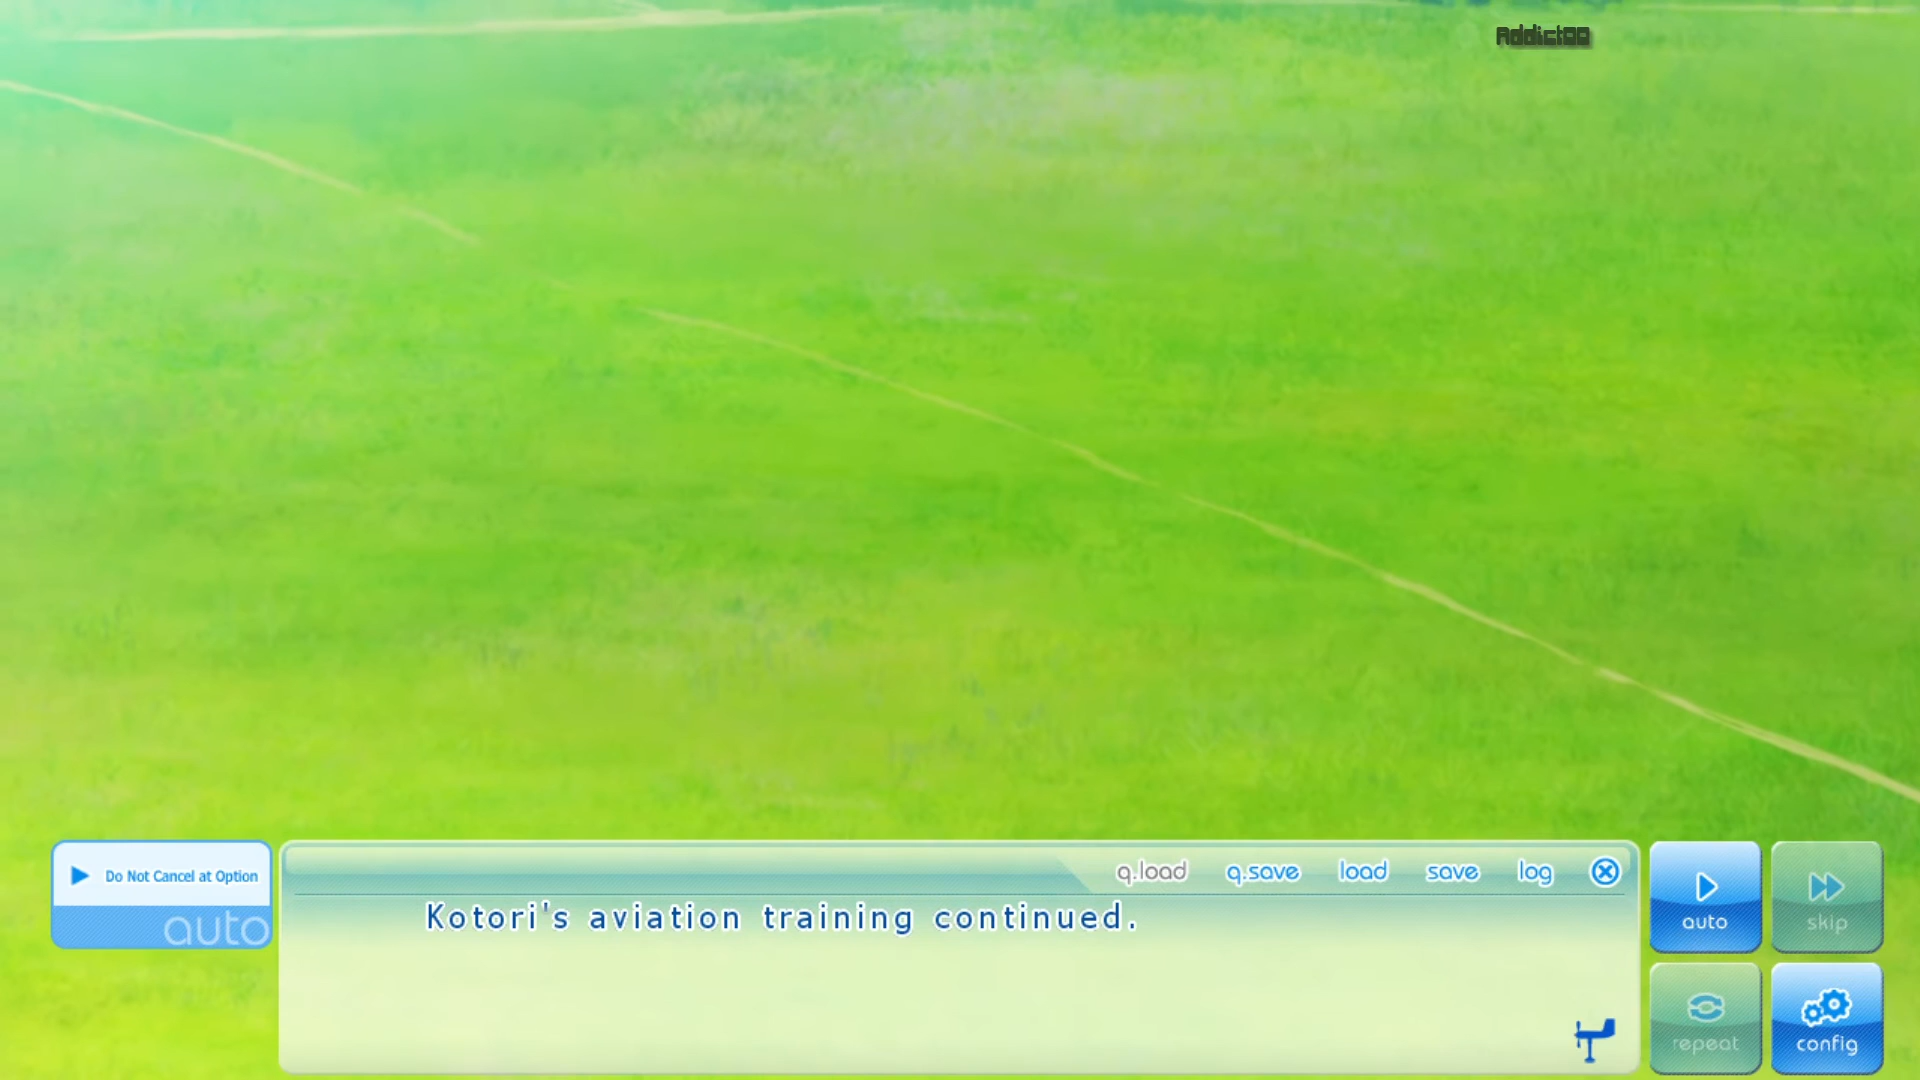 Addict99
q.load q.save load save log
Do Not Cancel at Option
auto
Kotori's aviation training continued.
auto
skip
repeat
config